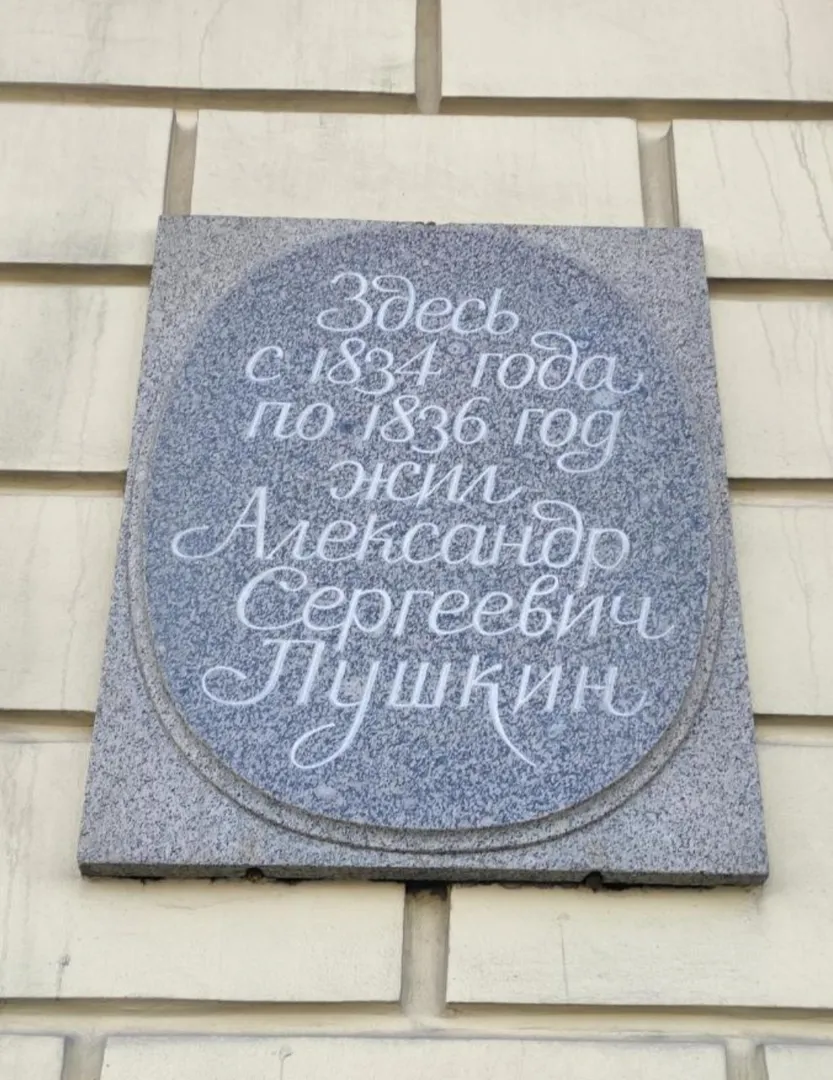 Здесь
с 1834 года
по 1836 год
жил
Александр
Сергеевич
Пушкин